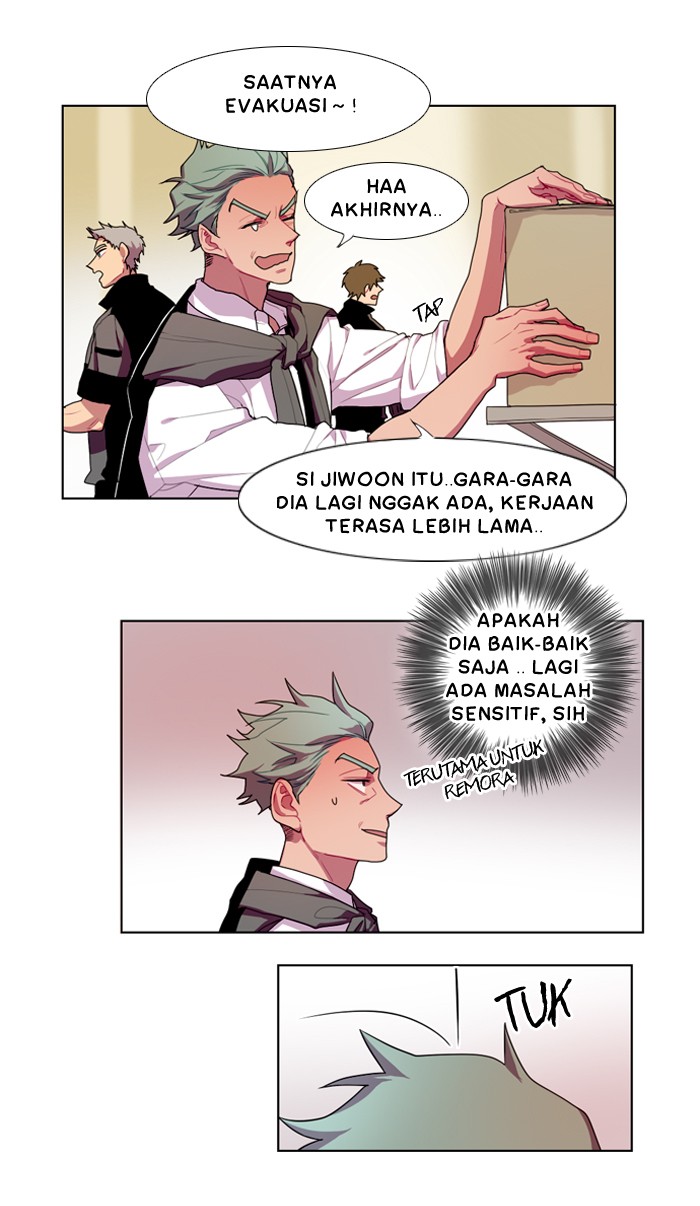 SAATNYA
EVAKUASI ~ !
HAA
AKHIRNYA..
TAP
SI JIWOON ITU..GARA-GARA
DIA LAGI NGGAK ADA, KERJAAN
TERASA LEBIH LAMA..
APAKAH
DIA BAIK-BAIK
SAJA .. LAGI
ADA MASALAH
SENSITIF, SIH
TERUTAMA UNTUK
REMORA
TUK